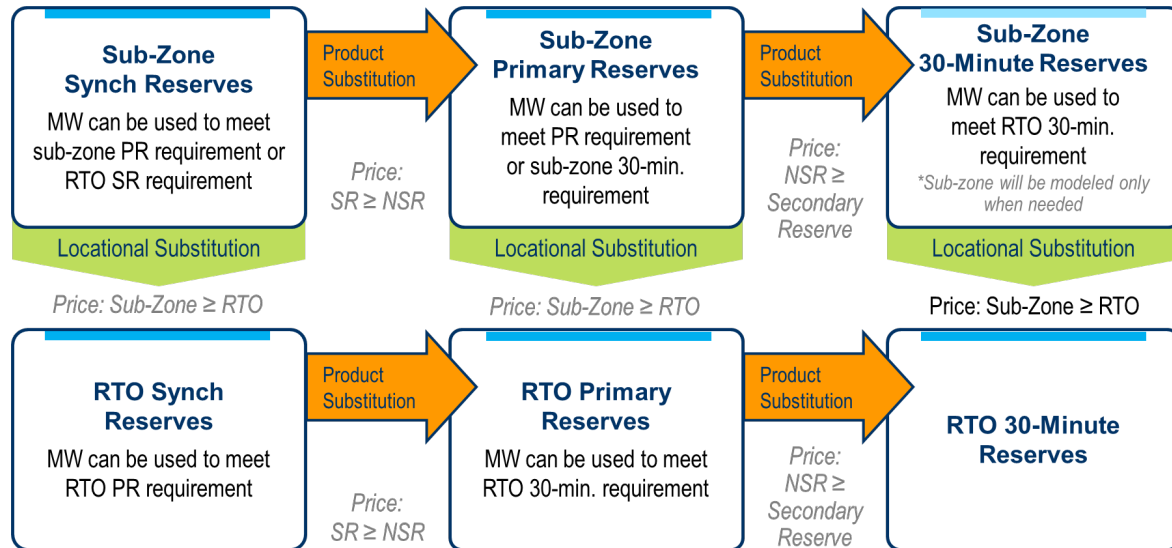 Sub-Zone
Synch Reserves
MW can be used to meet
sub-zone PR requirement or
RTO SR requirement
Product
Substitution
Price:
SR ≥ NSR
Sub-Zone
Primary Reserves
MW can be used to
meet PR requirement
or sub-zone 30-min.
requirement
Product
Substitution
Price:
NSR ≥
Secondary
Reserve
Sub-Zone
30-Minute Reserves
MW can be used to
meet RTO 30-min.
requirement
*Sub-zone will be modeled only
when needed
Locational Substitution
Locational Substitution
Locational Substitution
Price: Sub-Zone ≥ RTO
Price: Sub-Zone ≥ RTO
Price: Sub-Zone ≥ RTO
RTO Synch
Reserves
MW can be used to meet
RTO PR requirement
Product
Substitution
Price:
SR ≥ NSR
RTO Primary
Reserves
MW can be used to meet
RTO 30-min. requirement
Product
Substitution
Price:
NSR ≥
Secondary
Reserve
RTO 30-Minute
Reserves